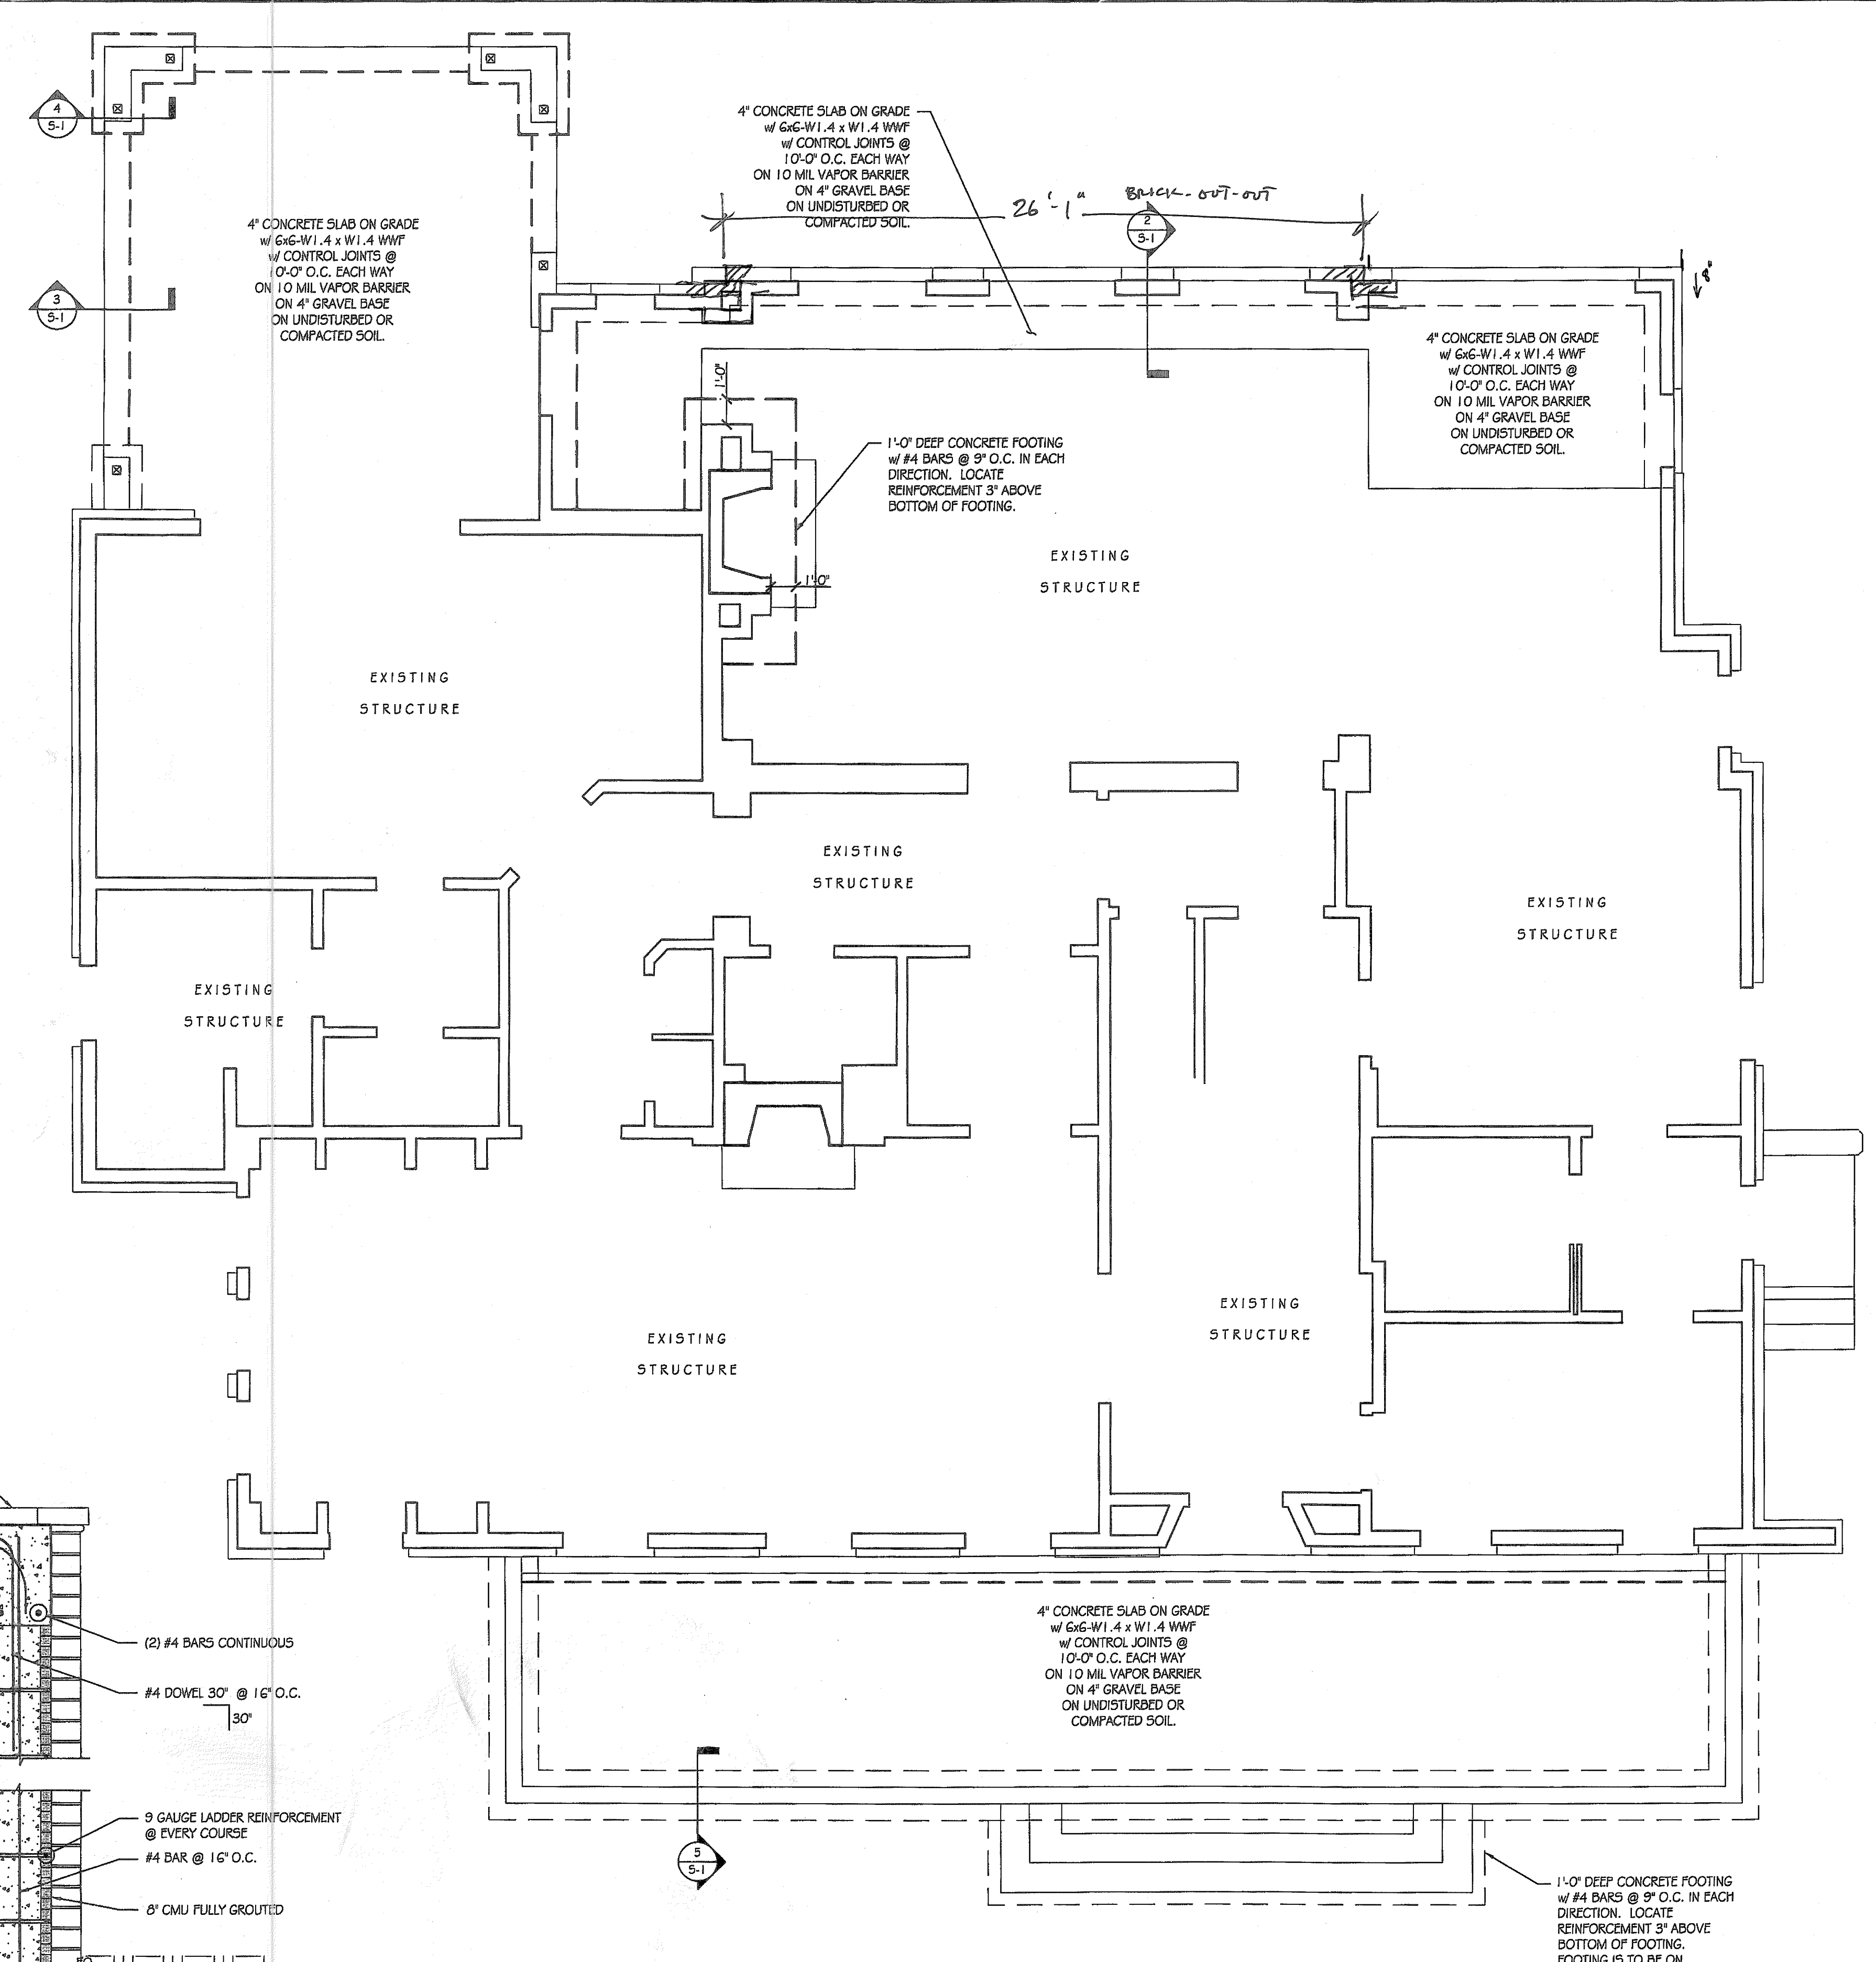 4
S-1
3
S-1
4" CONCRETE SLAB ON GRADE
w/ 6x6-W1.4 x W1.4 WWF
w/ CONTROL JOINTS @
10'-0" O.C. EACH WAY
ON 10 MIL VAPOR BARRIER
ON 4" GRAVEL BASE
ON UNDISTURBED OR
COMPACTED SOIL.
4" CONCRETE SLAB ON GRADE
w/ 6x6-W1.4 x W1.4 WWF
w/ CONTROL JOINTS @
10'-0" O.C. EACH WAY
ON 10 MIL VAPOR BARRIER
ON 4" GRAVEL BASE
ON UNDISTURBED OR
COMPACTED SOIL.
26'-1" BRICK-OUT-OUT
2
S-1
8"
4" CONCRETE SLAB ON GRADE
w/ 6x6-W1.4 x W1.4 WWF
w/ CONTROL JOINTS @
10'-0" O.C. EACH WAY
ON 10 MIL VAPOR BARRIER
ON 4" GRAVEL BASE
ON UNDISTURBED OR
COMPACTED SOIL.
1'-0"
1'-0" DEEP CONCRETE FOOTING
w/ #4 BARS @ 9" O.C. IN EACH
DIRECTION. LOCATE
REINFORCEMENT 3" ABOVE
BOTTOM OF FOOTING.
1'-0"
EXISTING
STRUCTURE
EXISTING
STRUCTURE
EXISTING
STRUCTURE
EXISTING
STRUCTURE
EXISTING
STRUCTURE
EXISTING
STRUCTURE
EXISTING
STRUCTURE
4" CONCRETE SLAB ON GRADE
w/ 6x6-W1.4 x W1.4 WWF
w/ CONTROL JOINTS @
10'-0" O.C. EACH WAY
ON 10 MIL VAPOR BARRIER
ON 4" GRAVEL BASE
ON UNDISTURBED OR
COMPACTED SOIL.
(2) #4 BARS CONTINUOUS
#4 DOWEL 30" @ 16" O.C.
30"
9 GAUGE LADDER REINFORCEMENT
@ EVERY COURSE
#4 BAR @ 16" O.C.
8" CMU FULLY GROUTED
5
S-1
1'-0" DEEP CONCRETE FOOTING
w/ #4 BARS @ 9" O.C. IN EACH
DIRECTION. LOCATE
REINFORCEMENT 3" ABOVE
BOTTOM OF FOOTING.
FOOTING IS TO BE ON